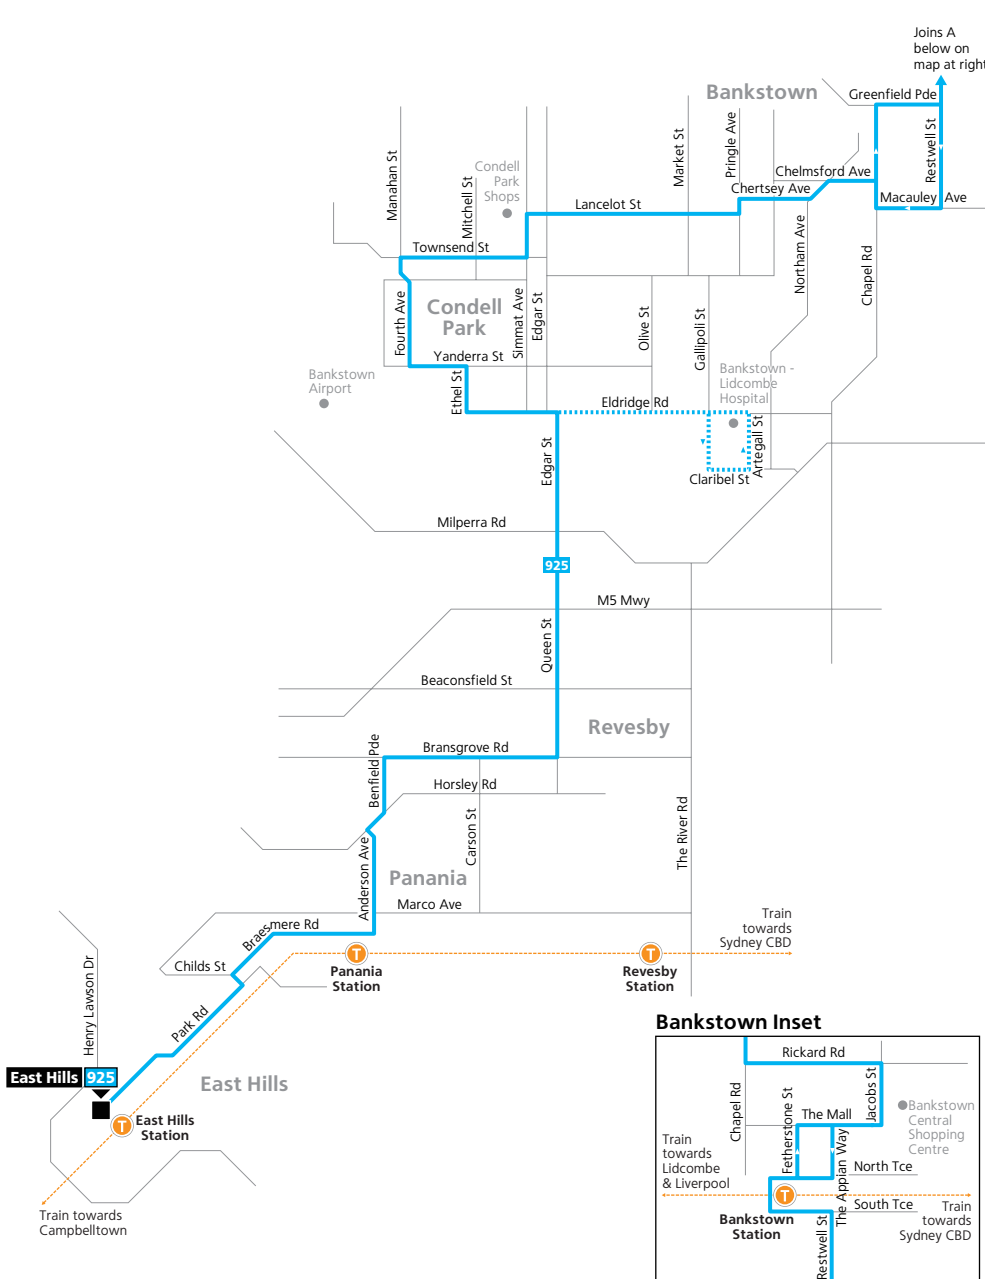 Joins A
below on
map at right
Bankstown
Greenfield Pde
Restwell St
Manahan St
Mitchell St
Condell
Park
Shops
Market St
Pringle Ave
Chelmsford Ave
Chertsey Ave
Macauley Ave
Lancelot St
Townsend St
Northam Ave
Chapel Rd
Fourth Ave
Condell
Park
Simmat Ave
Edgar St
Olive St
Gallipoli St
Yanderra St
Bankstown
Airport
Ethel St
Bankstown -
Lidcombe
Hospital
Eldridge Rd
Edgar St
Artegall St
Claribel St
Milperra Rd
925
M5 Mwy
Queen St
Beaconsfield St
Revesby
Benfield Pde
Bransgrove Rd
Horsley Rd
Carson St
The River Rd
Anderson Ave
Panania
Marco Ave
Braesmere Rd
Train
towards
Sydney CBD
Childs St
Panania
Station
Revesby
Station
T
T
Henry Lawson Dr
Park Rd
East Hills 925
East Hills
T
East Hills
Station
Train towards
Campbelltown
Bankstown Inset
Rickard Rd
Chapel Rd
Fetherstone St
The Mall
Jacobs St
Bankstown
Central
Shopping
Centre
The Appian Way
Train
towards
Lidcombe
& Liverpool
North Tce
T
South Tce
Bankstown
Station
Restwell St
Train
towards
Sydney CBD